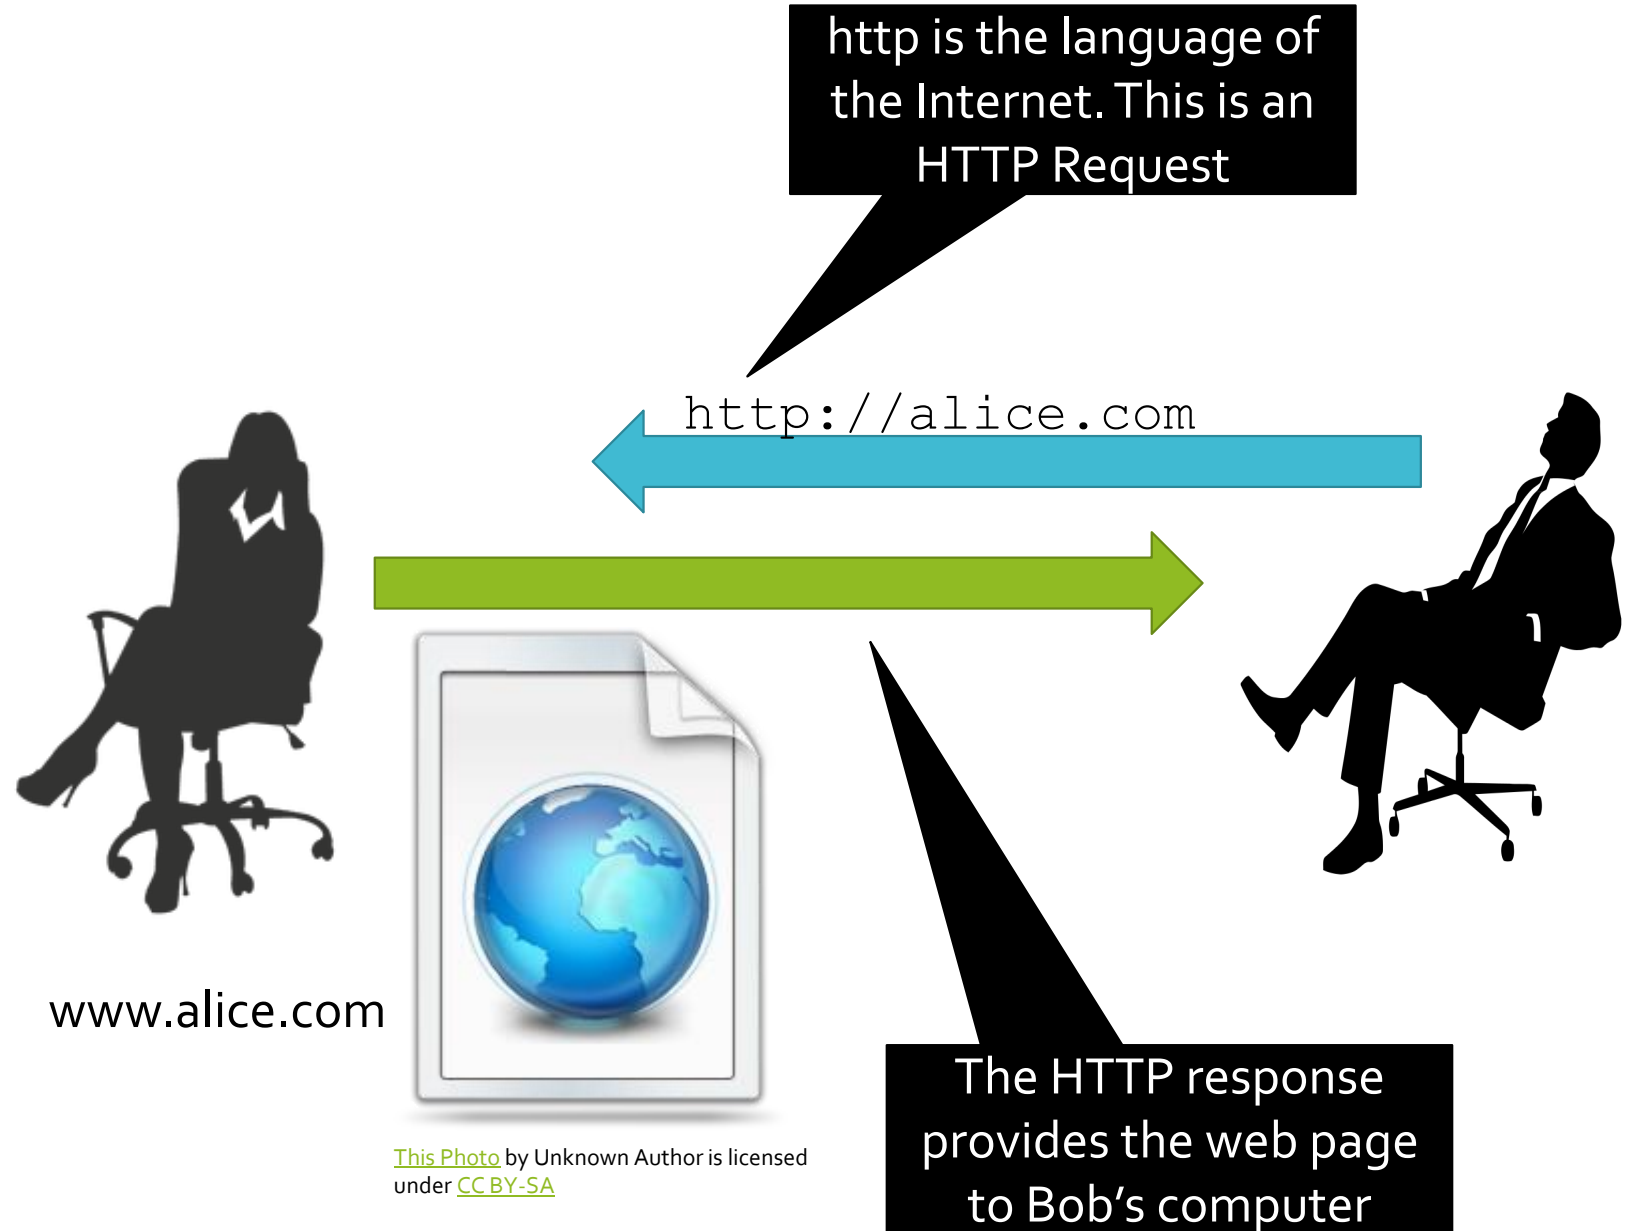 http is the language of
the Internet. This is an
HTTP Request
http://alice.com
www.alice.com
This Photo by Unknown Author is licensed
under CC BY-SA
The HTTP response
provides the web page
to Bob’s computer